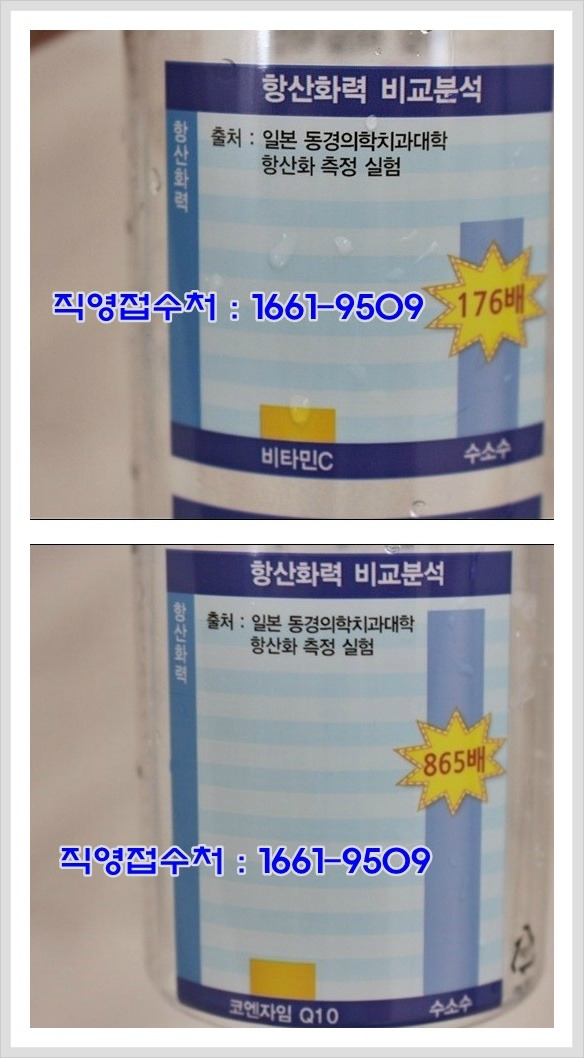 항산화력 비교분석
항산화력
출처 : 일본 동경의학치과대학
항산화 측정 실험
직영접수처 : 1661-9509
176배
비타민C
수소수
항산화력 비교분석
항산화력
출처 : 일본 동경의학치과대학
항산화 측정 실험
865배
직영접수처 : 1661-9509
코엔자임 Q10
수소수